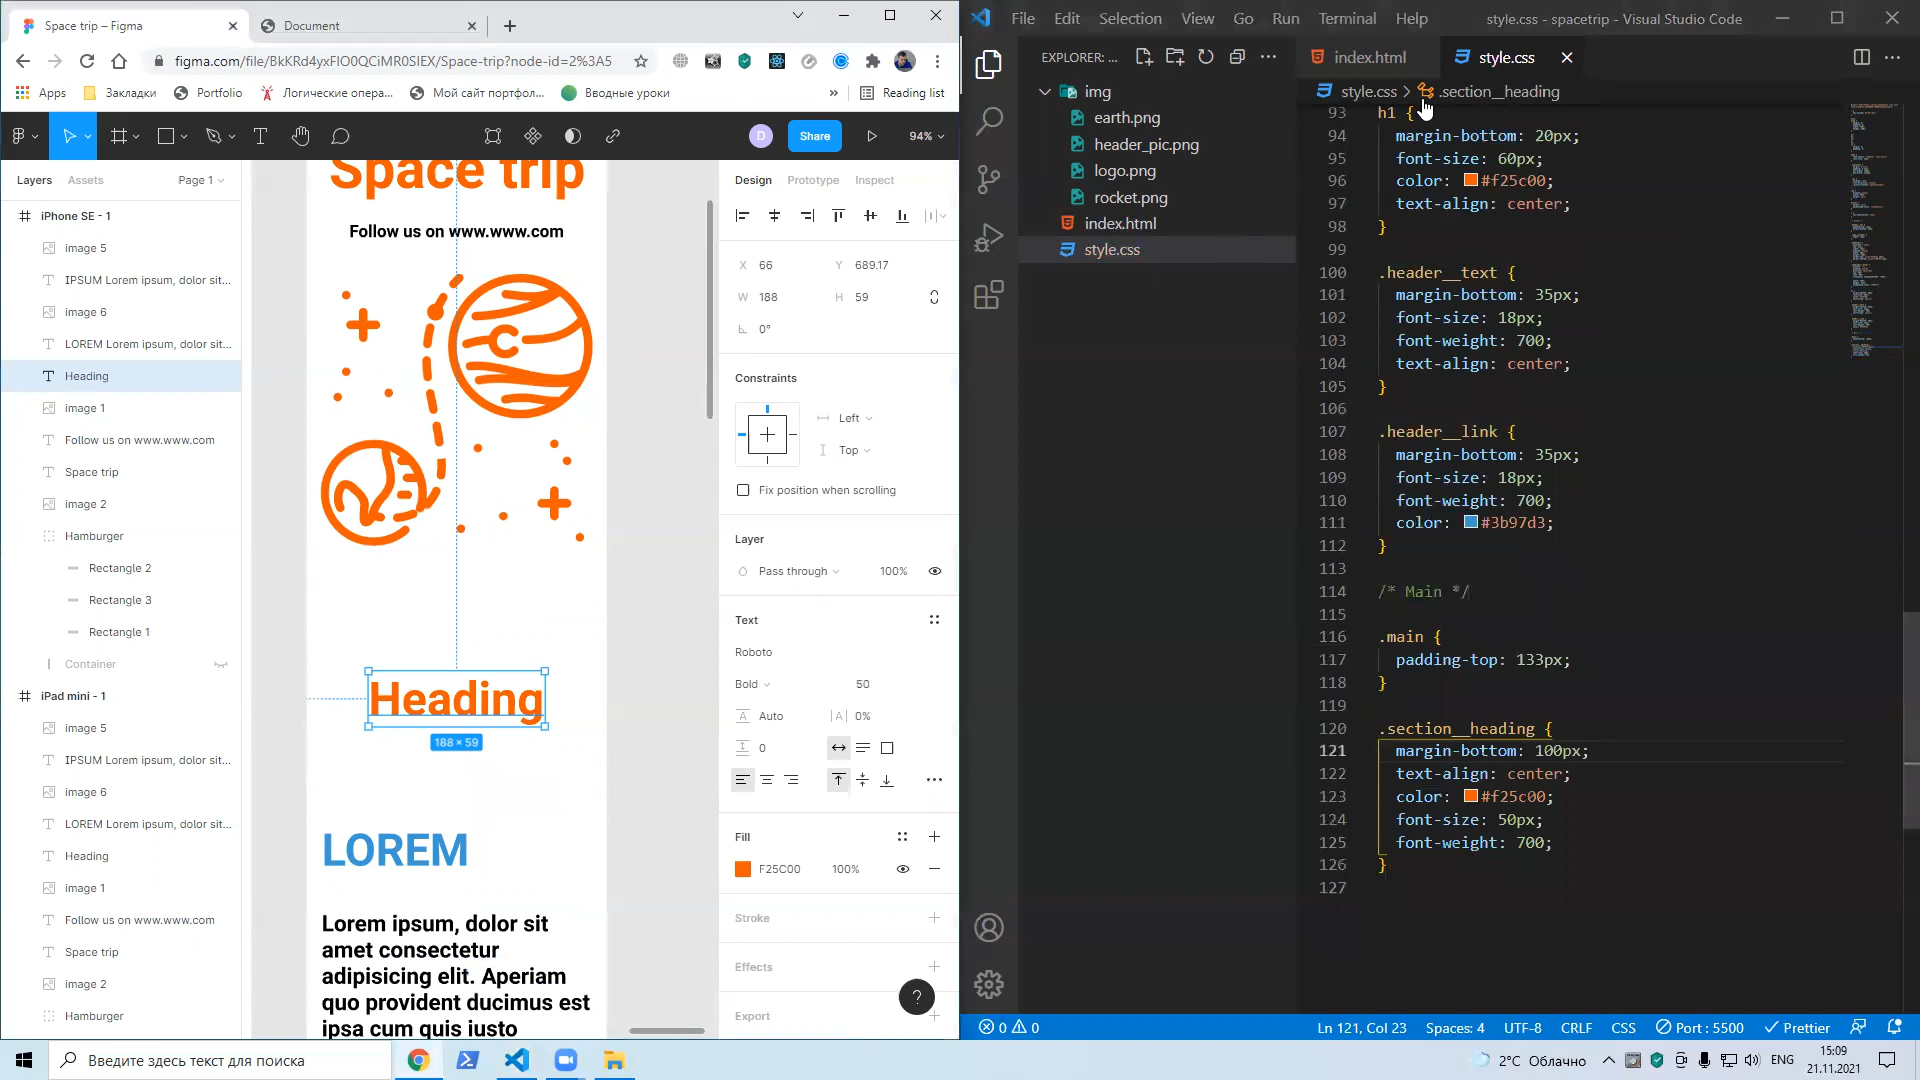 Space trip – Figma
Document
figma.com/file/BkKRd4yxFlO0QCiMR0SIEX/Space-trip?node-id=2%3A5
Apps
Закладки
Portfolio
Логические опера...
Мой сайт портфол...
Вводные уроки
»
Reading list
D
Share
94%
Layers
Assets
Page 1
iPhone SE - 1
image 5
IPSUM Lorem ipsum, dolor sit...
image 6
LOREM Lorem ipsum, dolor sit...
Heading
image 1
Follow us on www.www.com
Space trip
image 2
Hamburger
Rectangle 2
Rectangle 3
Rectangle 1
Container
iPad mini - 1
image 5
IPSUM Lorem ipsum, dolor sit...
image 6
LOREM Lorem ipsum, dolor sit...
Heading
image 1
Follow us on www.www.com
Space trip
image 2
Hamburger
Space trip
Follow us on www.www.com
Heading
188 × 59
LOREM
Lorem ipsum, dolor sit
amet consectetur
adipisicing elit. Aperiam
quo provident ducimus est
ipsa cum quis iusto
Design
Prototype
Inspect
X 66
Y 689.17
W 188
H 59
0°
Constraints
Left
Top
Fix position when scrolling
Layer
Pass through
100%
Text
Roboto
Bold
50
Auto
0%
0
Fill
F25C00
100%
Stroke
Effects
Export
?
File
Edit
Selection
View
Go
Run
Terminal
Help
style.css - spacetrip - Visual Studio Code
EXPLORER: ...
img
earth.png
header_pic.png
logo.png
rocket.png
index.html
style.css
index.html
style.css
style.css > .section__heading
93 h1 {
94 margin-bottom: 20px;
95 font-size: 60px;
96 color: #f25c00;
97 text-align: center;
98 }
99
100 .header__text {
101 margin-bottom: 35px;
102 font-size: 18px;
103 font-weight: 700;
104 text-align: center;
105 }
106
107 .header__link {
108 margin-bottom: 35px;
109 font-size: 18px;
110 font-weight: 700;
111 color: #3b97d3;
112 }
113
114 /* Main */
115
116 .main {
117 padding-top: 133px;
118 }
119
120 .section__heading {
121 margin-bottom: 100px;
122 text-align: center;
123 color: #f25c00;
124 font-size: 50px;
125 font-weight: 700;
126 }
127
0 0
Ln 121, Col 23
Spaces: 4
UTF-8
CRLF
CSS
Port : 5500
Prettier
Введите здесь текст для поиска
2°C Облачно
ENG
15:09
21.11.2021